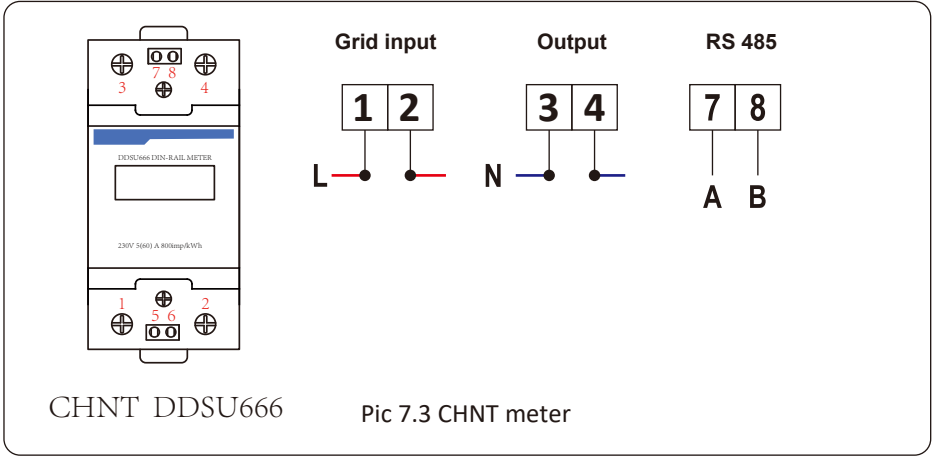 Grid input Output RS 485
7 8
3 4
1 2 3 4 7 8
DDSU666 DIN-RAIL METER
L N
A B
230V 5(60) A 800imp/kWh
1 2
5 6
CHNT DDSU666
Pic 7.3 CHNT meter